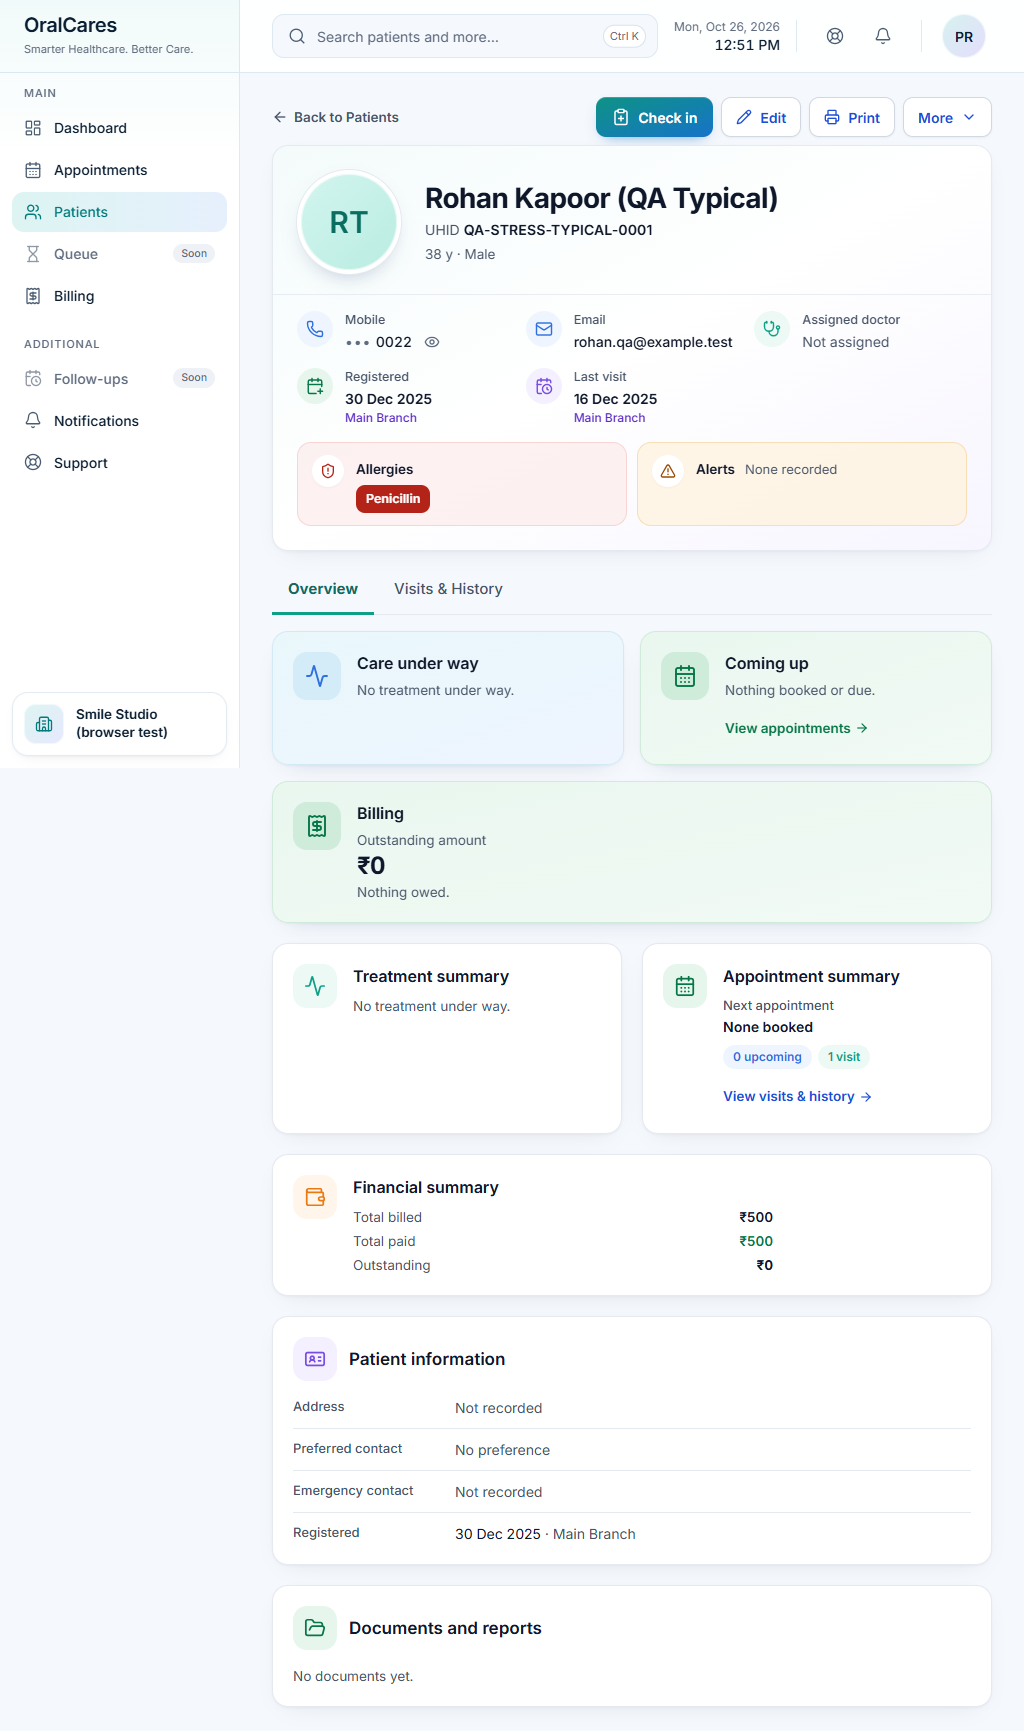 OralCares
Smarter Healthcare. Better Care.
Search patients and more...
Ctrl K
Mon, Oct 26, 2026
12:51 PM
PR
MAIN
Dashboard
Appointments
Patients
Queue
Soon
Billing
ADDITIONAL
Follow-ups
Soon
Notifications
Support
Smile Studio
(browser test)
Back to Patients
Check in
Edit
Print
More
RT
Rohan Kapoor (QA Typical)
UHID QA-STRESS-TYPICAL-0001
38 y · Male
Mobile
••• 0022
Email
rohan.qa@example.test
Assigned doctor
Not assigned
Registered
30 Dec 2025
Main Branch
Last visit
16 Dec 2025
Main Branch
Allergies
Penicillin
Alerts None recorded
Overview
Visits & History
Care under way
No treatment under way.
Coming up
Nothing booked or due.
View appointments →
Billing
Outstanding amount
₹0
Nothing owed.
Treatment summary
No treatment under way.
Appointment summary
Next appointment
None booked
0 upcoming
1 visit
View visits & history →
Financial summary
Total billed ₹500
Total paid ₹500
Outstanding ₹0
Patient information
Address Not recorded
Preferred contact No preference
Emergency contact Not recorded
Registered 30 Dec 2025 · Main Branch
Documents and reports
No documents yet.